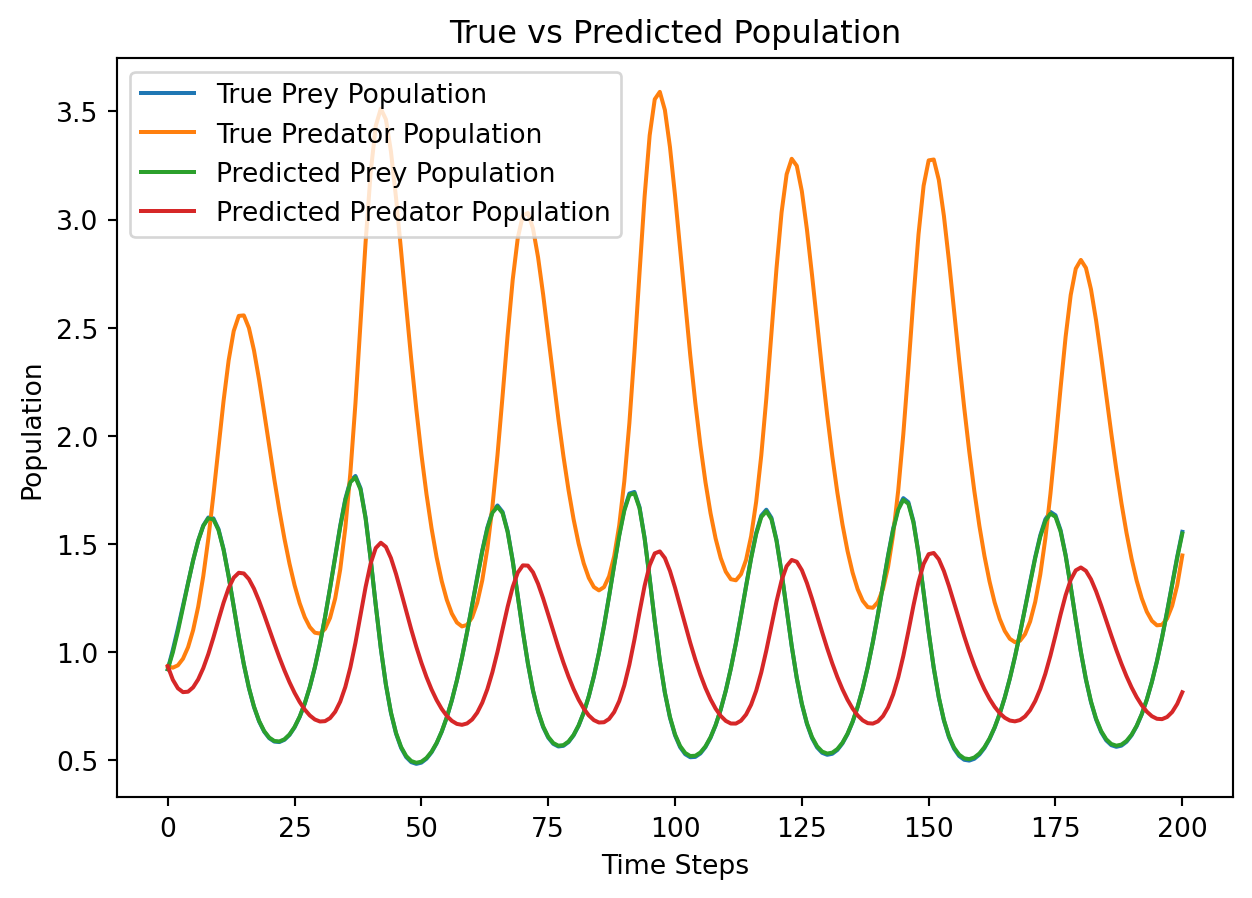 True vs Predicted Population
True Prey Population
True Predator Population
Predicted Prey Population
Predicted Predator Population
Population
3.5
3.0
2.5
2.0
1.5
1.0
0.5
0 25 50 75 100 125 150 175 200
Time Steps